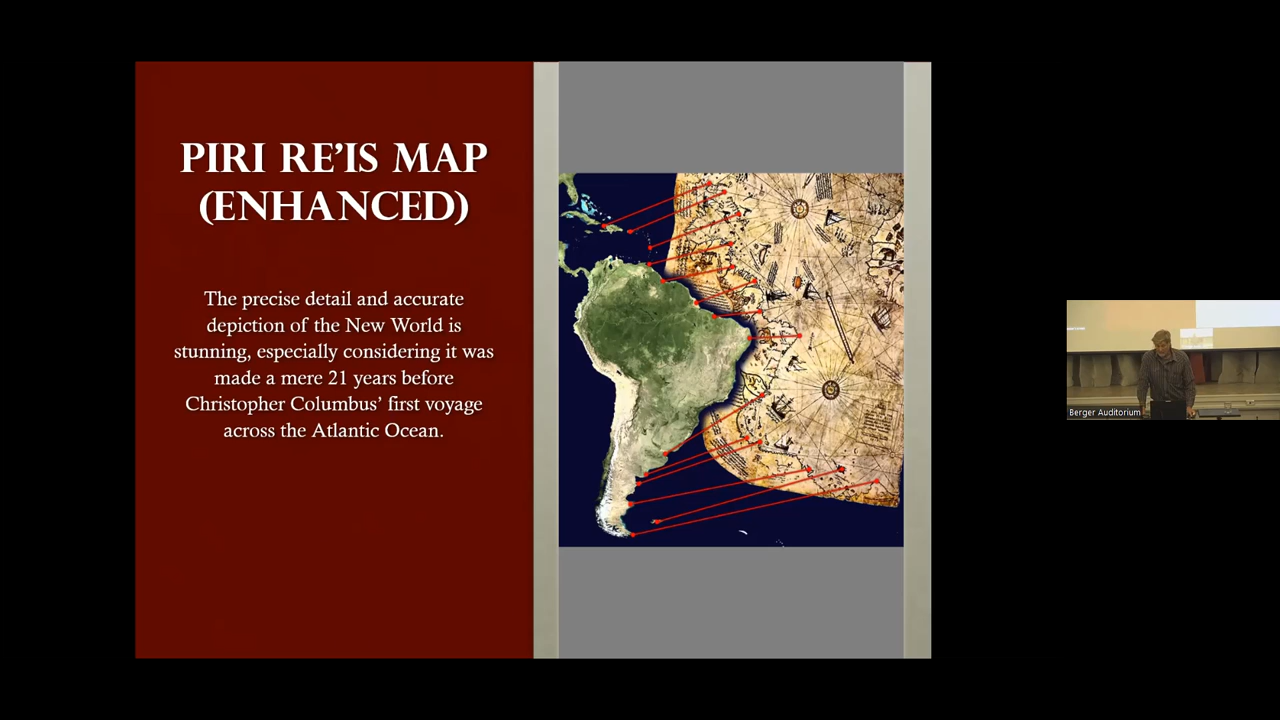 PIRI RE'IS MAP
(ENHANCED)
The precise detail and accurate
depiction of the New World is
stunning, especially considering it was
made a mere 21 years before
Christopher Columbus' first voyage
across the Atlantic Ocean.
Berger Auditorium